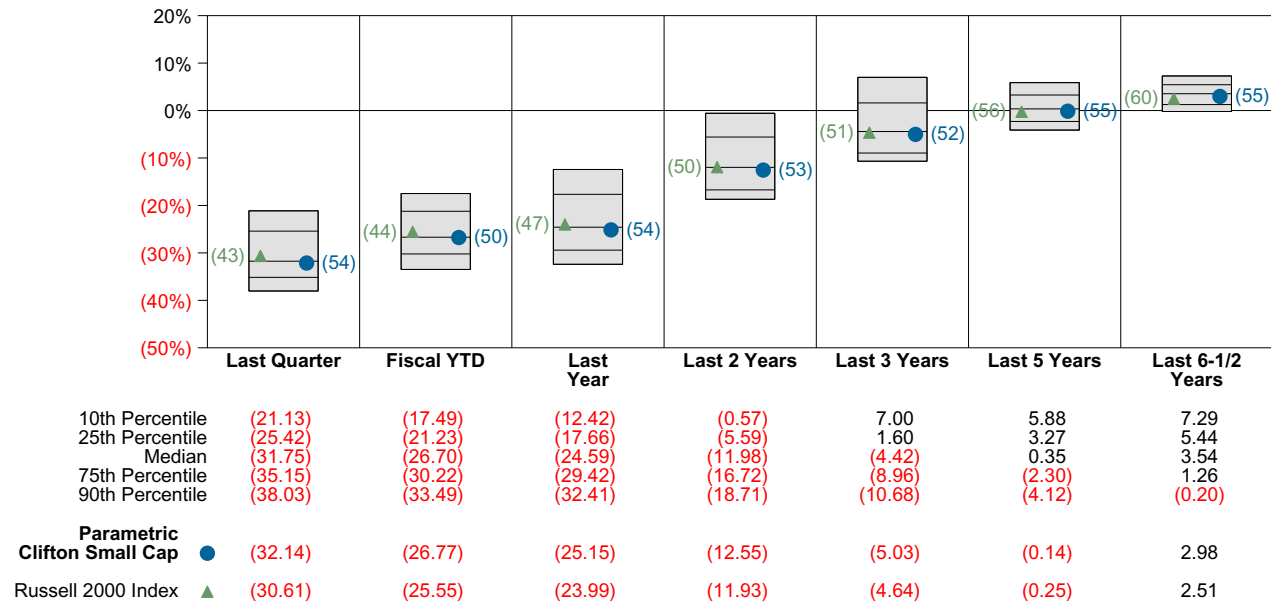 20%
10%
0%
(10%)
(20%)
(30%)
(40%)
(50%)
(43) (54)
(44) (50)
(47) (54)
(50) (53)
(51) (52)
(56) (55)
(60) (55)
Last Quarter Fiscal YTD Last Year Last 2 Years Last 3 Years Last 5 Years Last 6-1/2 Years
10th Percentile (21.13) (17.49) (12.42) (0.57) 7.00 5.88 7.29
25th Percentile (25.42) (21.23) (17.66) (5.59) 1.60 3.27 5.44
Median (31.75) (26.70) (24.59) (11.98) (4.42) 0.35 3.54
75th Percentile (35.15) (30.22) (29.42) (16.72) (8.96) (2.30) 1.26
90th Percentile (38.03) (33.49) (32.41) (18.71) (10.68) (4.12) (0.20)
Parametric
Clifton Small Cap (32.14) (26.77) (25.15) (12.55) (5.03) (0.14) 2.98
Russell 2000 Index (30.61) (25.55) (23.99) (11.93) (4.64) (0.25) 2.51